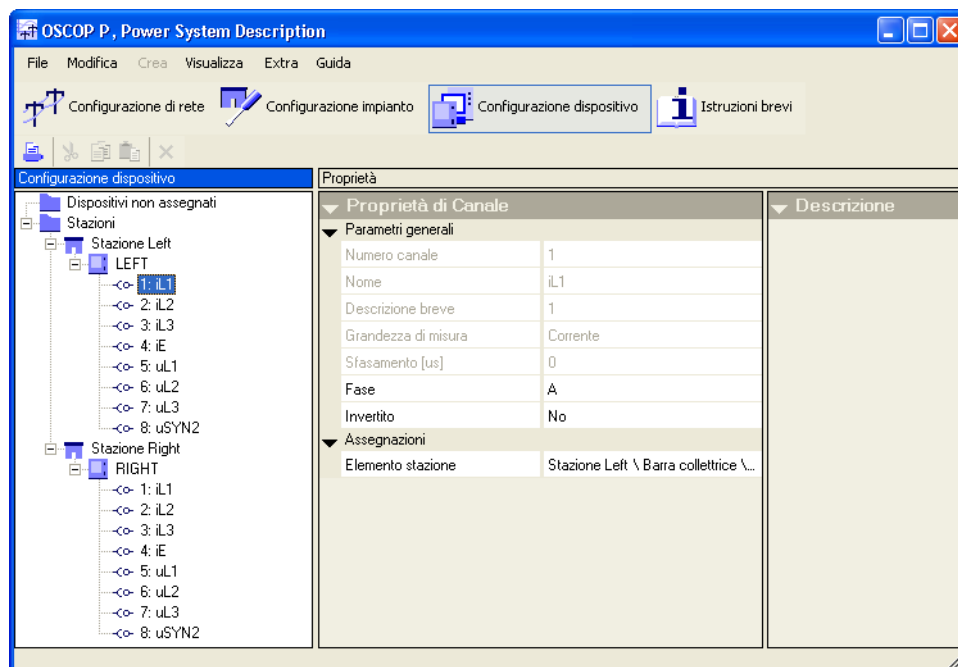 OSCOP P, Power System Description
File Modifica Crea Visualizza Extra Guida
Configurazione di rete Configurazione impianto Configurazione dispositivo Istruzioni brevi
Configurazione dispositivo
Dispositivi non assegnati
Stazioni
Stazione Left
LEFT
1: iL1
2: iL2
3: iL3
4: iE
5: uL1
6: uL2
7: uL3
8: uSYN2
Stazione Right
RIGHT
1: iL1
2: iL2
3: iL3
4: iE
5: uL1
6: uL2
7: uL3
8: uSYN2
Proprietà
Proprietà di Canale
Parametri generali
Numero canale 1
Nome iL1
Descrizione breve 1
Grandezza di misura Corrente
Sfasamento [us] 0
Fase A
Invertito No
Assegnazioni
Elemento stazione Stazione Left \ Barra collettrice \...
Descrizione